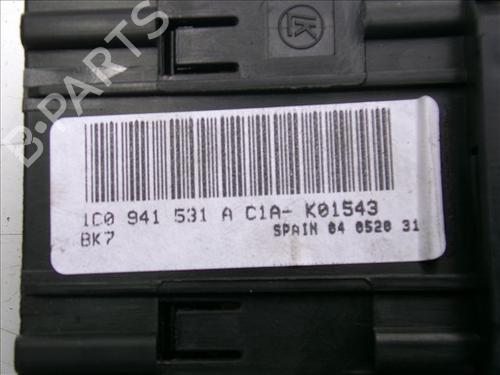 B-PARTS
1C0 941 531 A C1A- K01543
BK7
SPAIN 04 0520 31